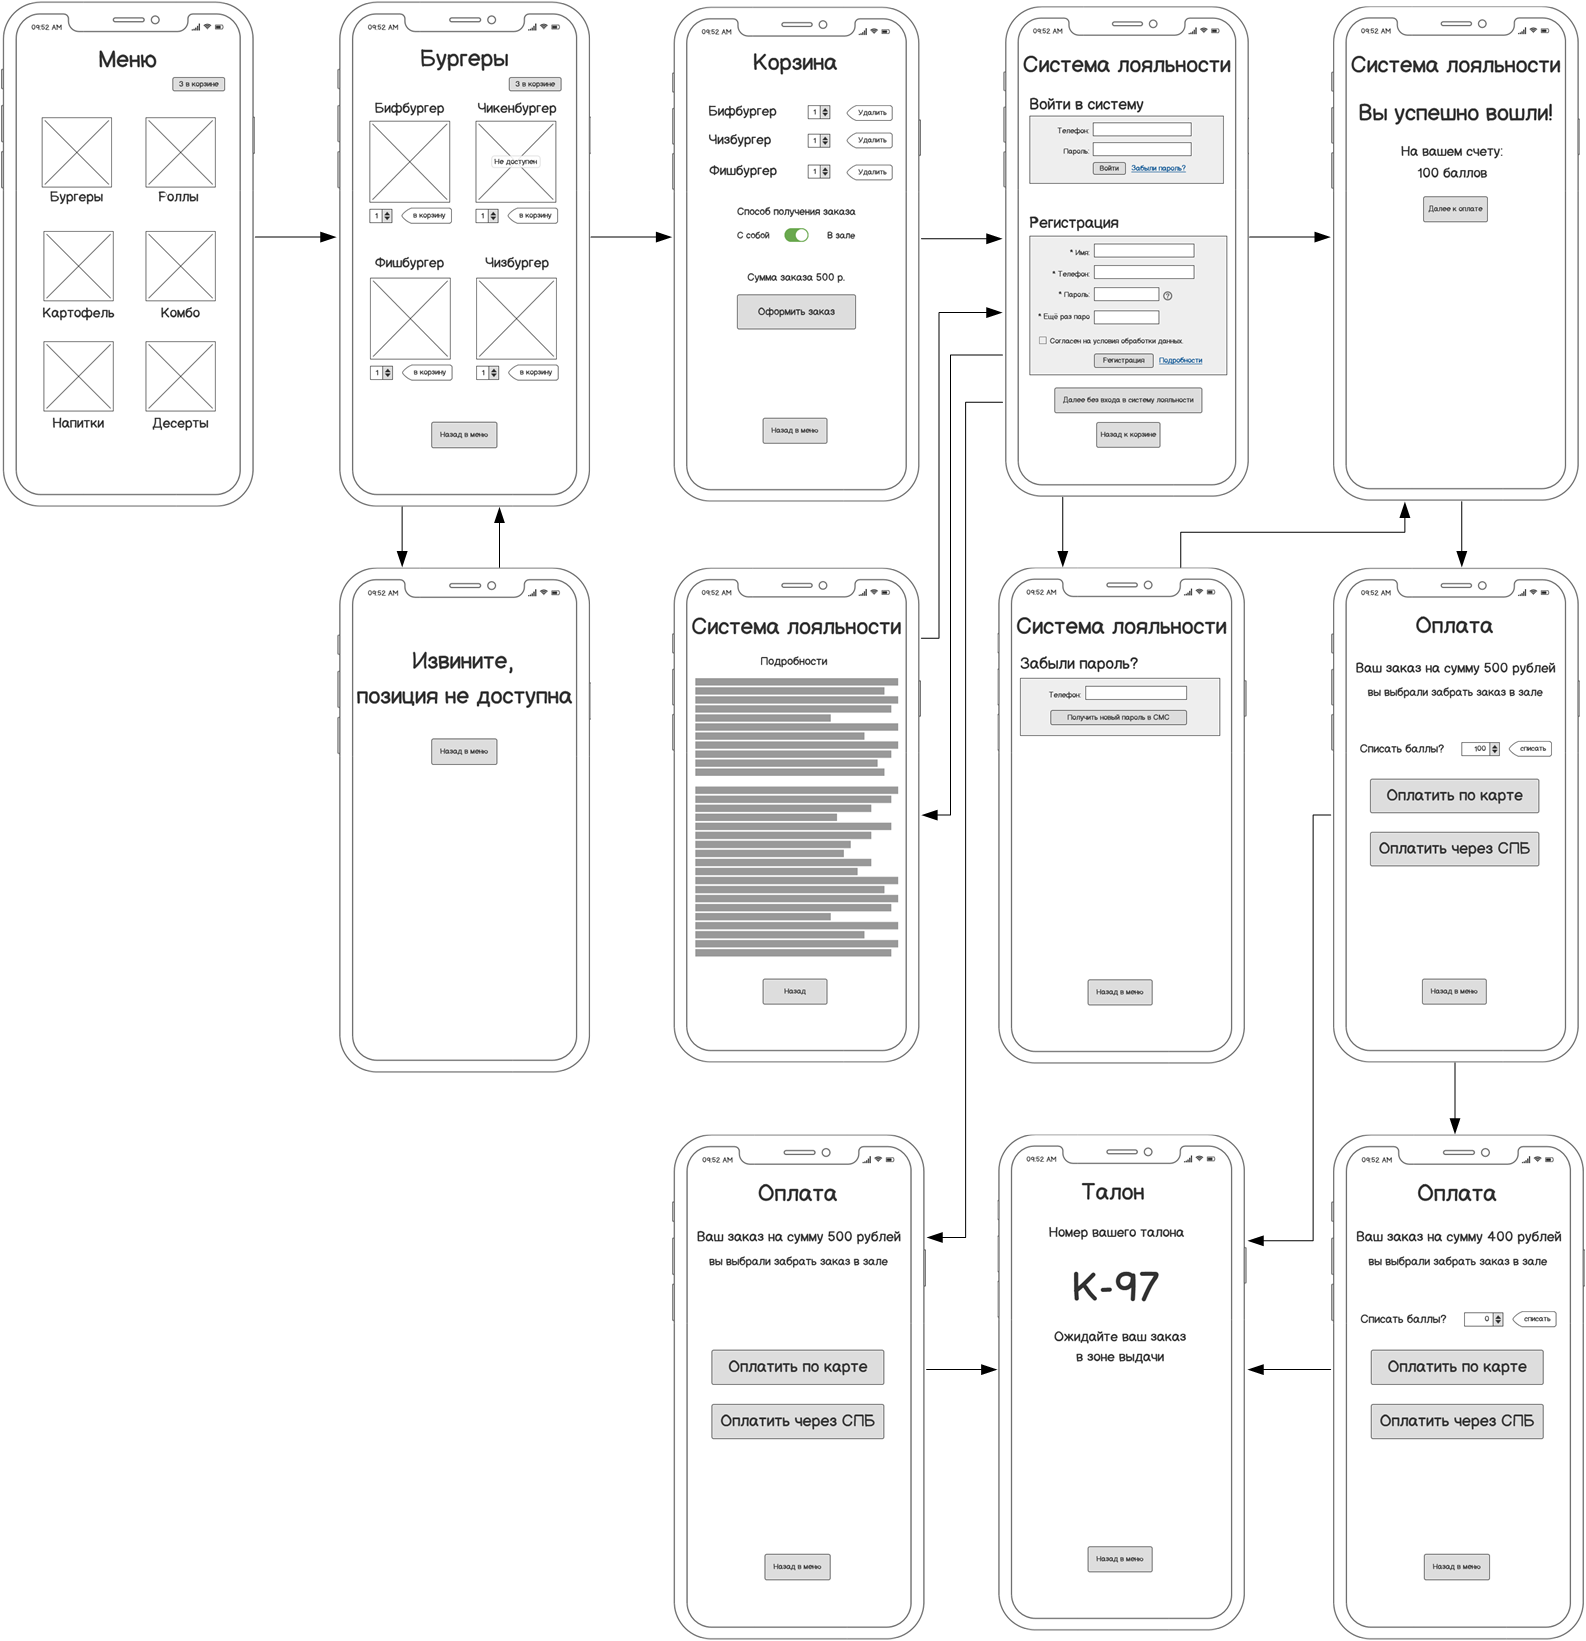 09:52 AM
Меню
3 в корзине
Бургеры
Роллы
Картофель
Комбо
Напитки
Десерты
09:52 AM
Бургеры
3 в корзине
Бифбургер
Чикенбургер
Не доступен
1
в корзину
1
в корзину
Фишбургер
Чизбургер
1
в корзину
1
в корзину
Назад в меню
09:52 AM
Корзина
Бифбургер
1
Удалить
Чизбургер
1
Удалить
Фишбургер
1
Удалить
Способ получения заказа
С собой
В зале
Сумма заказа 500 р.
Оформить заказ
Назад в меню
09:52 AM
Система лояльности
Войти в систему
Телефон:
Пароль:
Войти
Забыли пароль?
Регистрация
* Имя:
* Телефон:
* Пароль:
?
* Ещё раз паро
Согласен на условия обработки данных.
Регистрация
Подробности
Далее без входа в систему лояльности
Назад к корзине
09:52 AM
Система лояльности
Вы успешно вошли!
На вашем счету:
100 баллов
Далее к оплате
09:52 AM
Извините,
позиция не доступна
Назад в меню
09:52 AM
Система лояльности
Подробности
Назад
09:52 AM
Система лояльности
Забыли пароль?
Телефон:
Получить новый пароль в СМС
Назад в меню
09:52 AM
Оплата
Ваш заказ на сумму 500 рублей
вы выбрали забрать заказ в зале
Списать баллы?
100
списать
Оплатить по карте
Оплатить через СПБ
Назад в меню
09:52 AM
Оплата
Ваш заказ на сумму 500 рублей
вы выбрали забрать заказ в зале
Оплатить по карте
Оплатить через СПБ
Назад в меню
09:52 AM
Талон
Номер вашего талона
К-97
Ожидайте ваш заказ
в зоне выдачи
Назад в меню
09:52 AM
Оплата
Ваш заказ на сумму 400 рублей
вы выбрали забрать заказ в зале
Списать баллы?
0
списать
Оплатить по карте
Оплатить через СПБ
Назад в меню